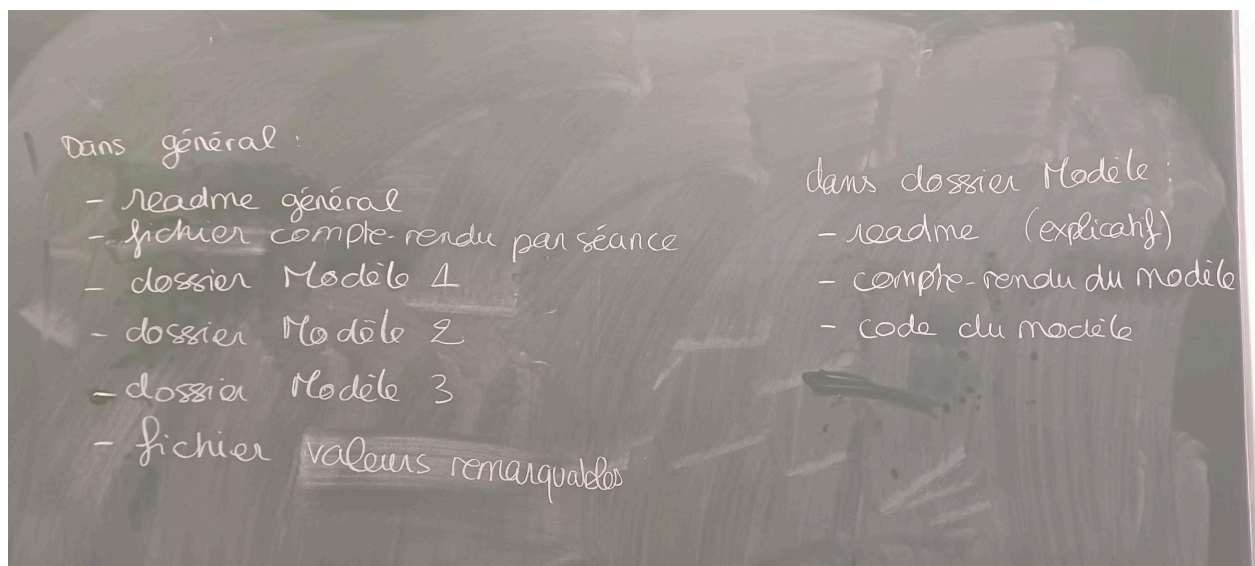 Dans général :
- readme général
- fichier compte-rendu par séance
- dossier Modèle 1
- dossier Modèle 2
- dossier Modèle 3
- fichier valeurs remarquables
dans dossier Modèle :
- readme (explicatif)
- compte-rendu du modèle
- code du modèle